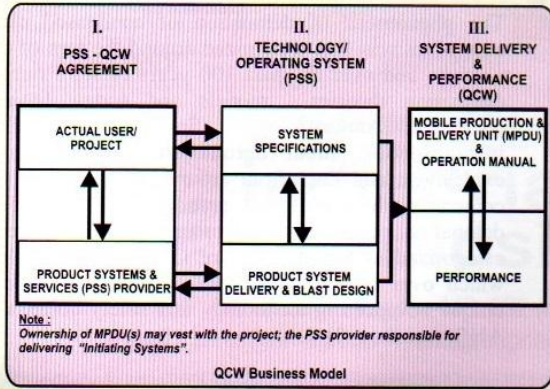 I.
PSS - QCW
AGREEMENT
II.
TECHNOLOGY/
OPERATING SYSTEM
(PSS)
III.
SYSTEM DELIVERY
&
PERFORMANCE
(QCW)
ACTUAL USER/
PROJECT
SYSTEM
SPECIFICATIONS
MOBILE PRODUCTION &
DELIVERY UNIT (MPDU)
&
OPERATION MANUAL
PRODUCT SYSTEMS &
SERVICES (PSS) PROVIDER
PRODUCT SYSTEM
DELIVERY & BLAST DESIGN
PERFORMANCE
Note :
Ownership of MPDU(s) may vest with the project; the PSS provider responsible for
delivering "Initiating Systems".
QCW Business Model